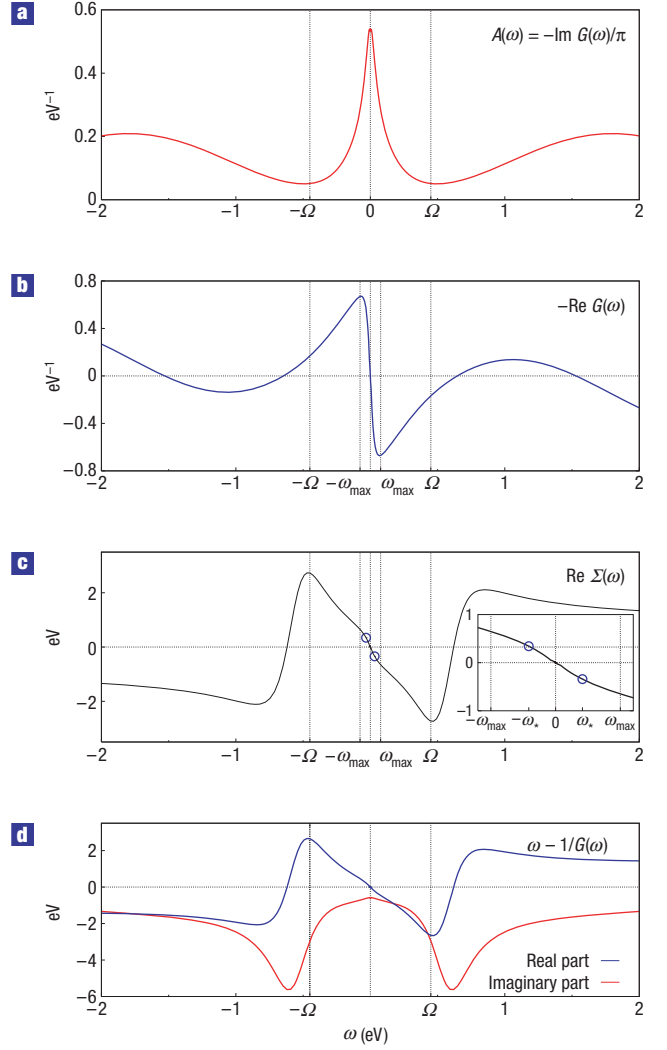 a
0.6
A(ω) = –Im G(ω)/π
0.4
eV–1
0.2
0
–2 –1 –Ω 0 Ω 1 2
b
0.8
–Re G(ω)
0.4
eV–1
0
–0.4
–0.8
–2 –1 –Ω –ωmax ωmax Ω 1 2
c
Re Σ(ω)
2
eV
0
–2
1
0
–1
–ωmax –ω* 0 ω* ωmax
–2 –1 –Ω –ωmax ωmax Ω 1 2
d
ω – 1/G(ω)
2
0
eV
–2
–4
–6
Real part
Imaginary part
–2 –1 –Ω 0 Ω 1 2
ω (eV)